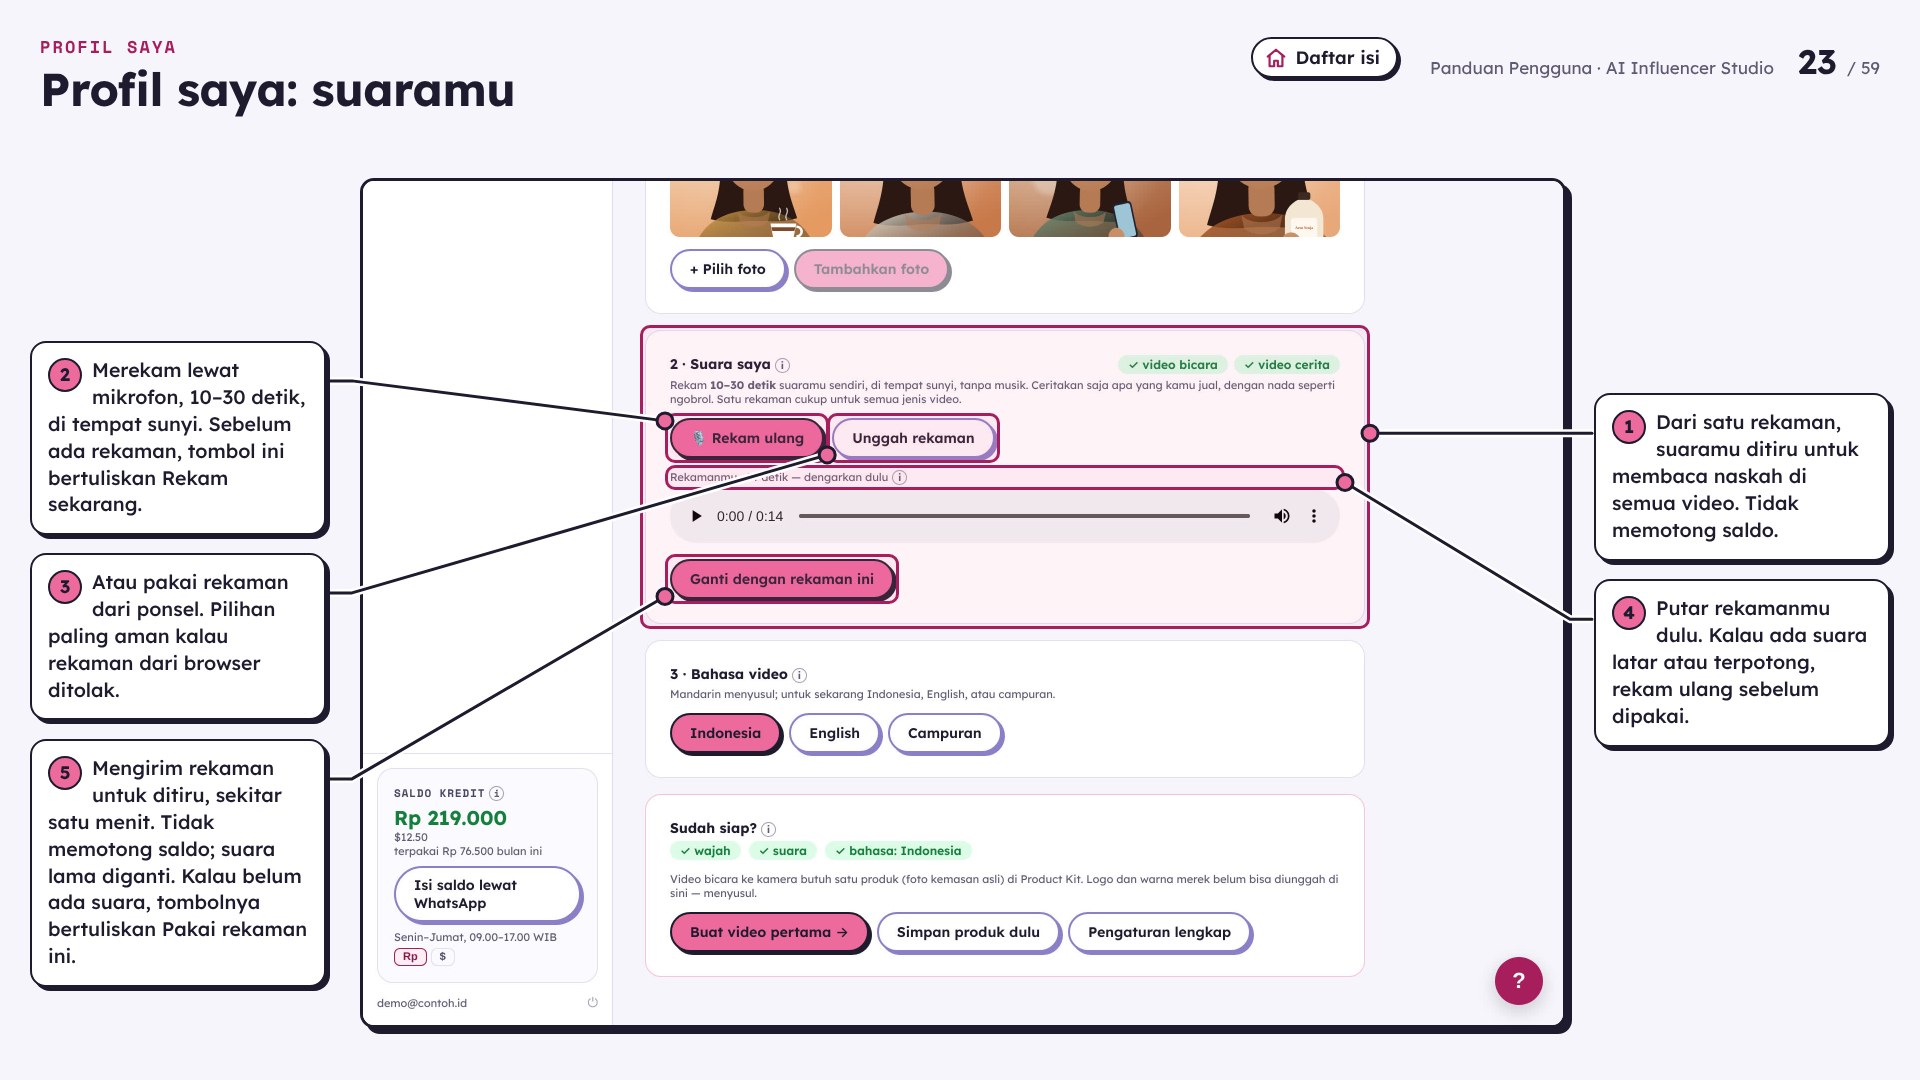 PROFIL SAYA
Profil saya: suaramu
Daftar isi
Panduan Pengguna · AI Influencer Studio
23 / 59
2
Merekam lewat
mikrofon, 10–30 detik,
di tempat sunyi. Sebelum
ada rekaman, tombol ini
bertuliskan Rekam
sekarang.
3
Atau pakai rekaman
dari ponsel. Pilihan
paling aman kalau
rekaman dari browser
ditolak.
5
Mengirim rekaman
untuk ditiru, sekitar
satu menit. Tidak
memotong saldo; suara
lama diganti. Kalau belum
ada suara, tombolnya
bertuliskan Pakai rekaman
ini.
SALDO KREDIT i
Rp 219.000
$12.50
terpakai Rp 76.500 bulan ini
Isi saldo lewat
WhatsApp
Senin–Jumat, 09.00–17.00 WIB
Rp $
demo@contoh.id
+ Pilih foto
Tambahkan foto
2 · Suara saya i
✓ video bicara ✓ video cerita
Rekam 10–30 detik suaramu sendiri, di tempat sunyi, tanpa musik. Ceritakan saja apa yang kamu jual, dengan nada seperti
ngobrol. Satu rekaman cukup untuk semua jenis video.
🎙️ Rekam ulang
Unggah rekaman
detik — dengarkan dulu i
0:00 / 0:14
Ganti dengan rekaman ini
3 · Bahasa video i
Mandarin menyusul; untuk sekarang Indonesia, English, atau campuran.
Indonesia
English
Campuran
Sudah siap? i
✓ wajah ✓ suara ✓ bahasa: Indonesia
Video bicara ke kamera butuh satu produk (foto kemasan asli) di Product Kit. Logo dan warna merek belum bisa diunggah di
sini — menyusul.
Buat video pertama →
Simpan produk dulu
Pengaturan lengkap
?
1
Dari satu rekaman,
suaramu ditiru untuk
membaca naskah di
semua video. Tidak
memotong saldo.
4
Putar rekamanmu
dulu. Kalau ada suara
latar atau terpotong,
rekam ulang sebelum
dipakai.